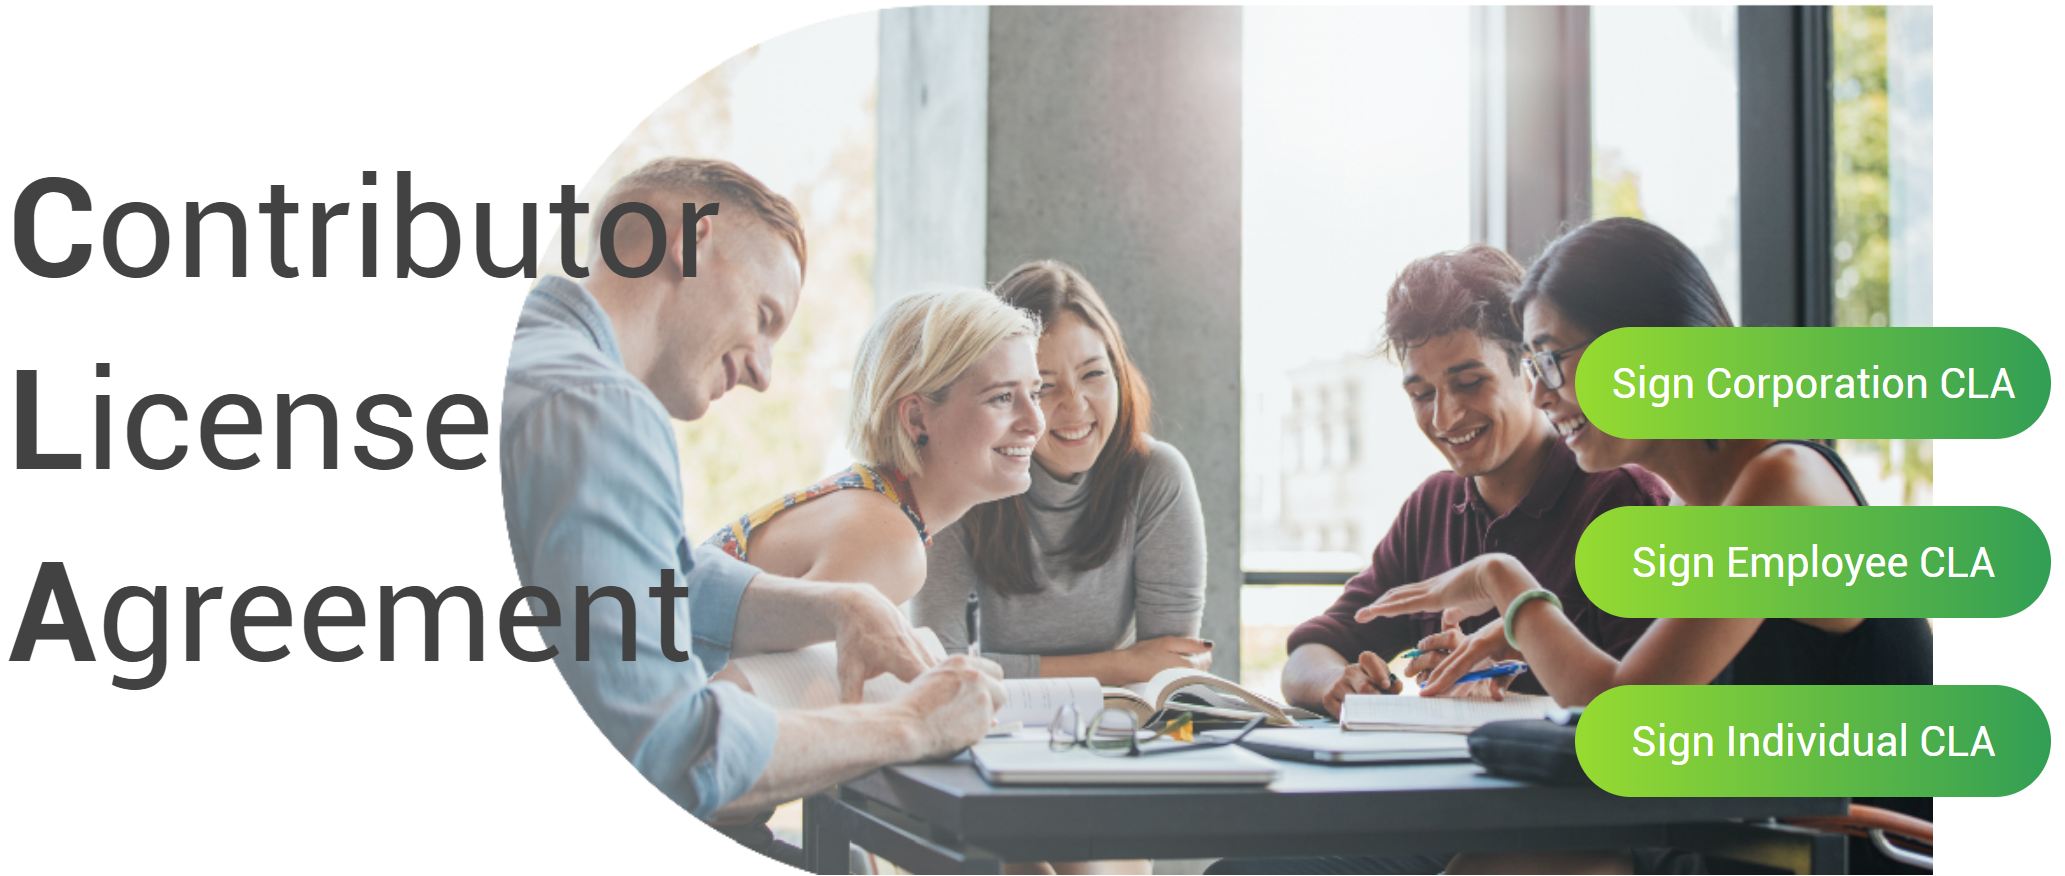 Contributor
License
Agreement
Sign Corporation CLA
Sign Employee CLA
Sign Individual CLA